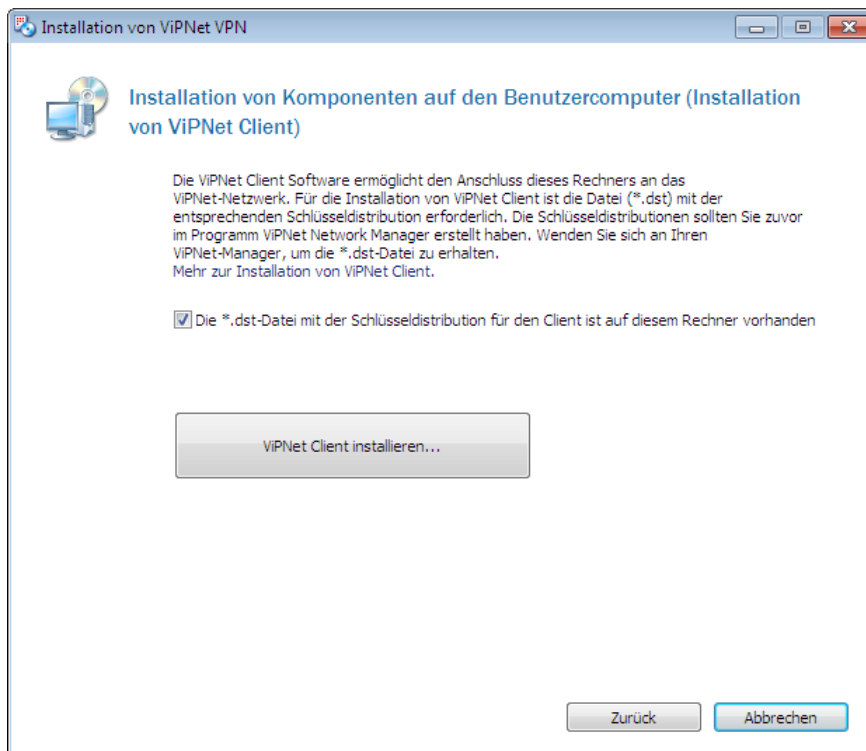 Installation von ViPNet VPN
Installation von Komponenten auf den Benutzercomputer (Installation
von ViPNet Client)
Die ViPNet Client Software ermöglicht den Anschluss dieses Rechners an das
ViPNet-Netzwerk. Für die Installation von ViPNet Client ist die Datei (*.dst) mit der
entsprechenden Schlüsseldistribution erforderlich. Die Schlüsseldistributionen sollten Sie zuvor
im Programm ViPNet Network Manager erstellt haben. Wenden Sie sich an Ihren
ViPNet-Manager, um die *.dst-Datei zu erhalten.
Mehr zur Installation von ViPNet Client.
Die *.dst-Datei mit der Schlüsseldistribution für den Client ist auf diesem Rechner vorhanden
ViPNet Client installieren...
Zurück
Abbrechen